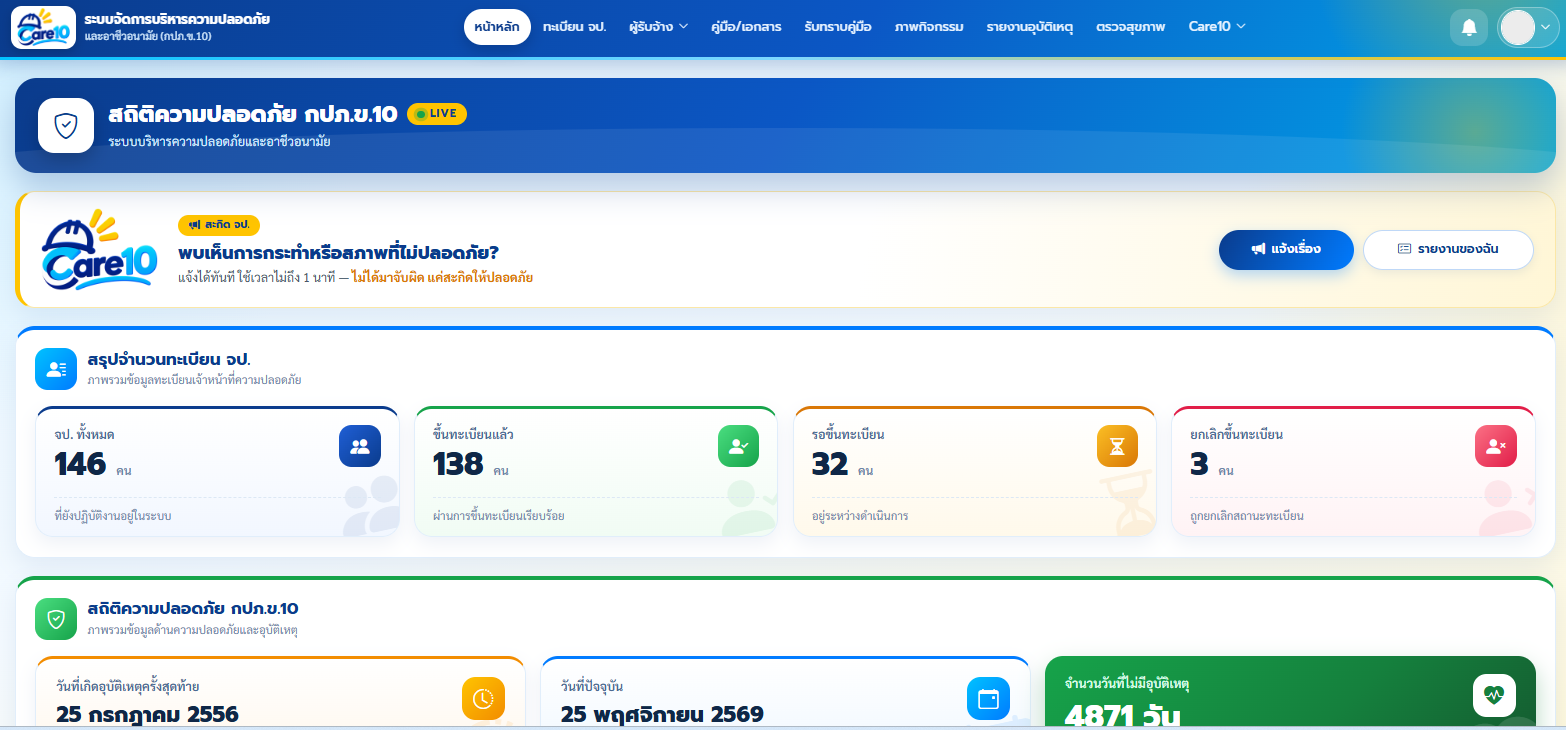 Care10
ระบบจัดการบริหารความปลอดภัย
และอาชีวอนามัย (กปภ.ข.10)
หน้าหลัก
ทะเบียน จป.
ผู้รับจ้าง
คู่มือ/เอกสาร
รับทราบคู่มือ
ภาพกิจกรรม
รายงานอุบัติเหตุ
ตรวจสุขภาพ
Care10
สถิติความปลอดภัย กปภ.ข.10
LIVE
ระบบบริหารความปลอดภัยและอาชีวอนามัย
Care10
สะกิด จป.
พบเห็นการกระทำหรือสภาพที่ไม่ปลอดภัย?
แจ้งได้ทันที ใช้เวลาไม่ถึง 1 นาที — ไม่ได้มาจับผิด แค่สะกิดให้ปลอดภัย
แจ้งเรื่อง
รายงานของฉัน
สรุปจำนวนทะเบียน จป.
ภาพรวมข้อมูลทะเบียนเจ้าหน้าที่ความปลอดภัย
จป. ทั้งหมด
146 คน
ที่ยังปฏิบัติงานอยู่ในระบบ
ขึ้นทะเบียนแล้ว
138 คน
ผ่านการขึ้นทะเบียนเรียบร้อย
รอขึ้นทะเบียน
32 คน
อยู่ระหว่างดำเนินการ
ยกเลิกขึ้นทะเบียน
3 คน
ถูกยกเลิกสถานะทะเบียน
สถิติความปลอดภัย กปภ.ข.10
ภาพรวมข้อมูลด้านความปลอดภัยและอุบัติเหตุ
วันที่เกิดอุบัติเหตุครั้งสุดท้าย
25 กรกฎาคม 2556
วันที่ปัจจุบัน
25 พฤศจิกายน 2569
จำนวนวันที่ไม่มีอุบัติเหตุ
4871 วัน